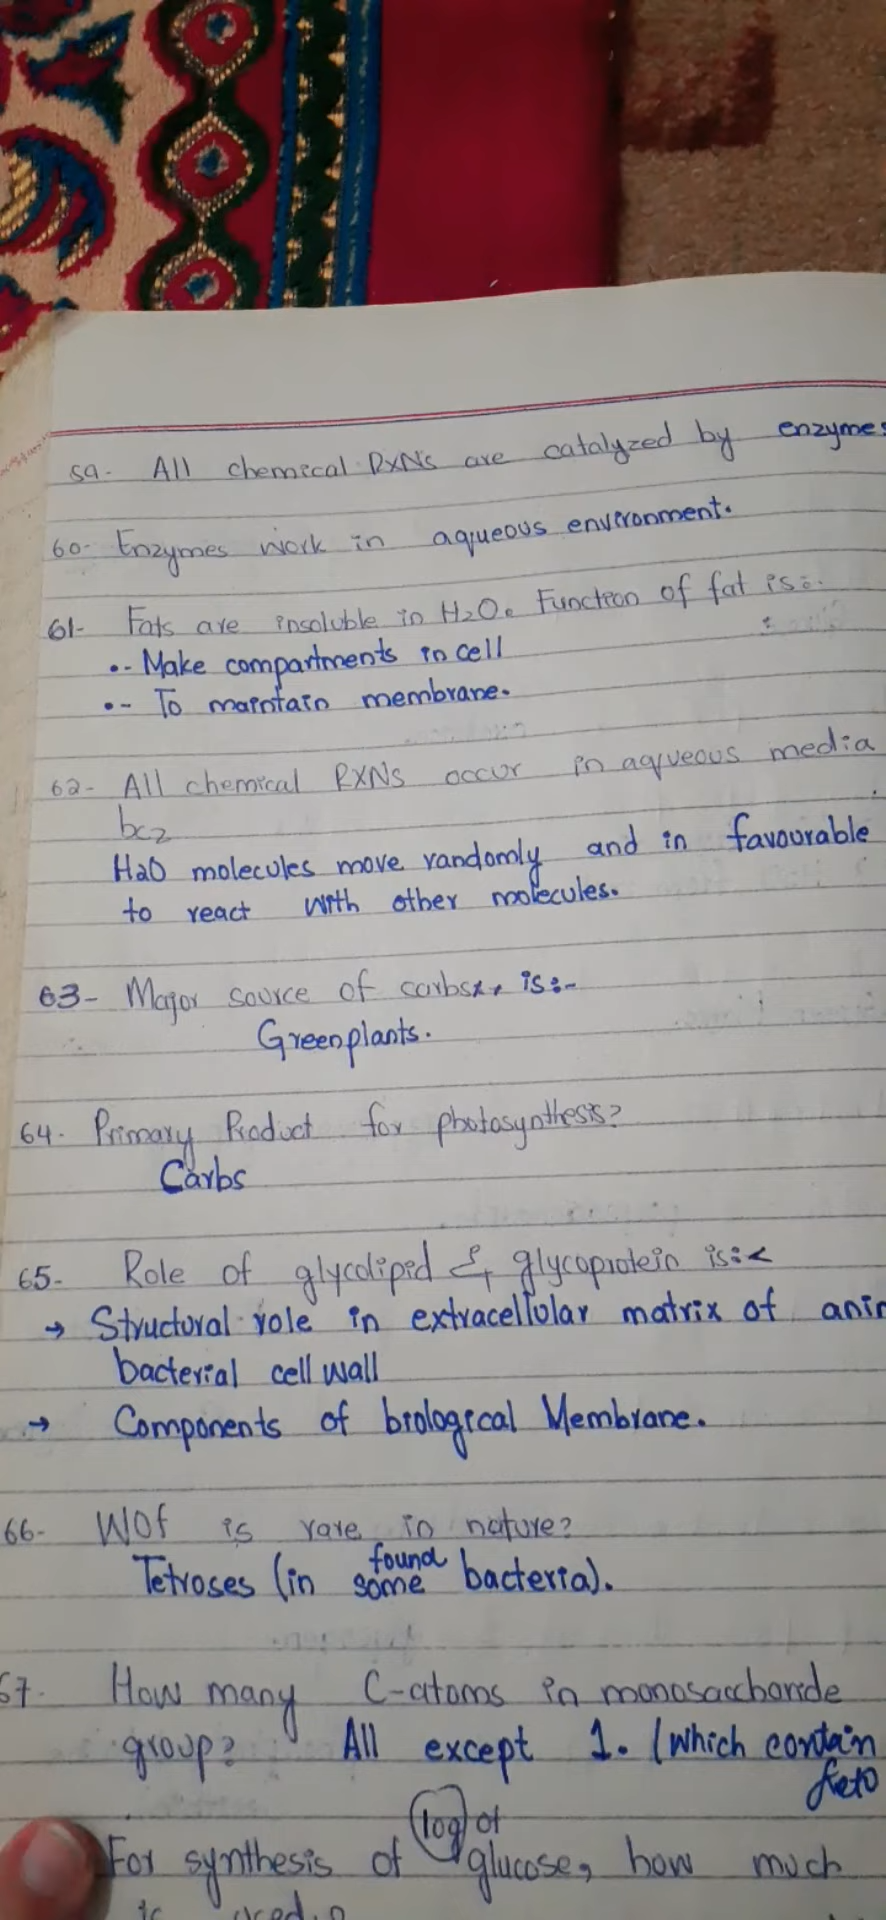 59- All chemical RXNs are catalyzed by enzymes
60- Enzymes work in aqueous environment.
61- Fats are insoluble in H2O. Function of fat is:-
•- Make compartments in cell
•- To maintain membrane.
62- All chemical RXNs occur in aqueous media
bcz
H2O molecules move randomly and in favourable
to react with other molecules.
63- Major source of carbs is:-
Green plants.
64- Primary Product for photosynthesis?
Carbs
65- Role of glycolipid & glycoprotein is:<
→ Structural role in extracellular matrix of anim
bacterial cell wall
→ Components of biological Membrane.
66- WOf is rare in nature?
Tetroses (in found some bacteria).
67- How many C-atoms in monosaccharide
group? All except 1. (which contain
keto
For synthesis of (10g) of glucose, how much
is used?